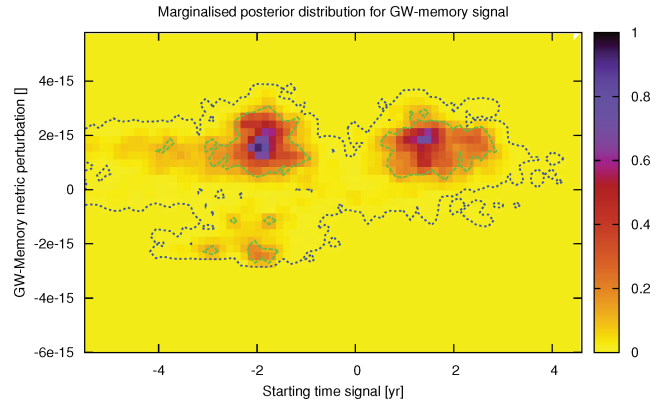 Marginalised posterior distribution for GW-memory signal
GW-Memory metric perturbation []
4e-15
2e-15
0
-2e-15
-4e-15
-6e-15
-4
-2
0
2
4
Starting time signal [yr]
1
0.8
0.6
0.4
0.2
0